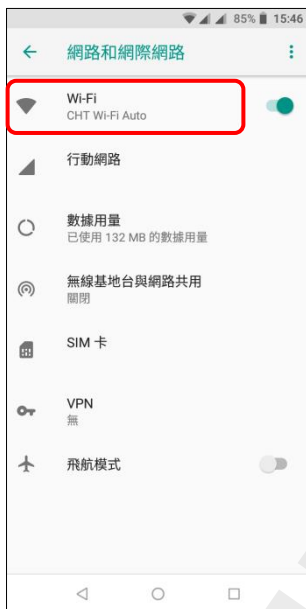 85% 15:46
網路和網際網路
Wi-Fi
CHT Wi-Fi Auto
行動網路
數據用量
已使用 132 MB 的數據用量
無線基地台與網路共用
關閉
SIM 卡
VPN
無
飛航模式